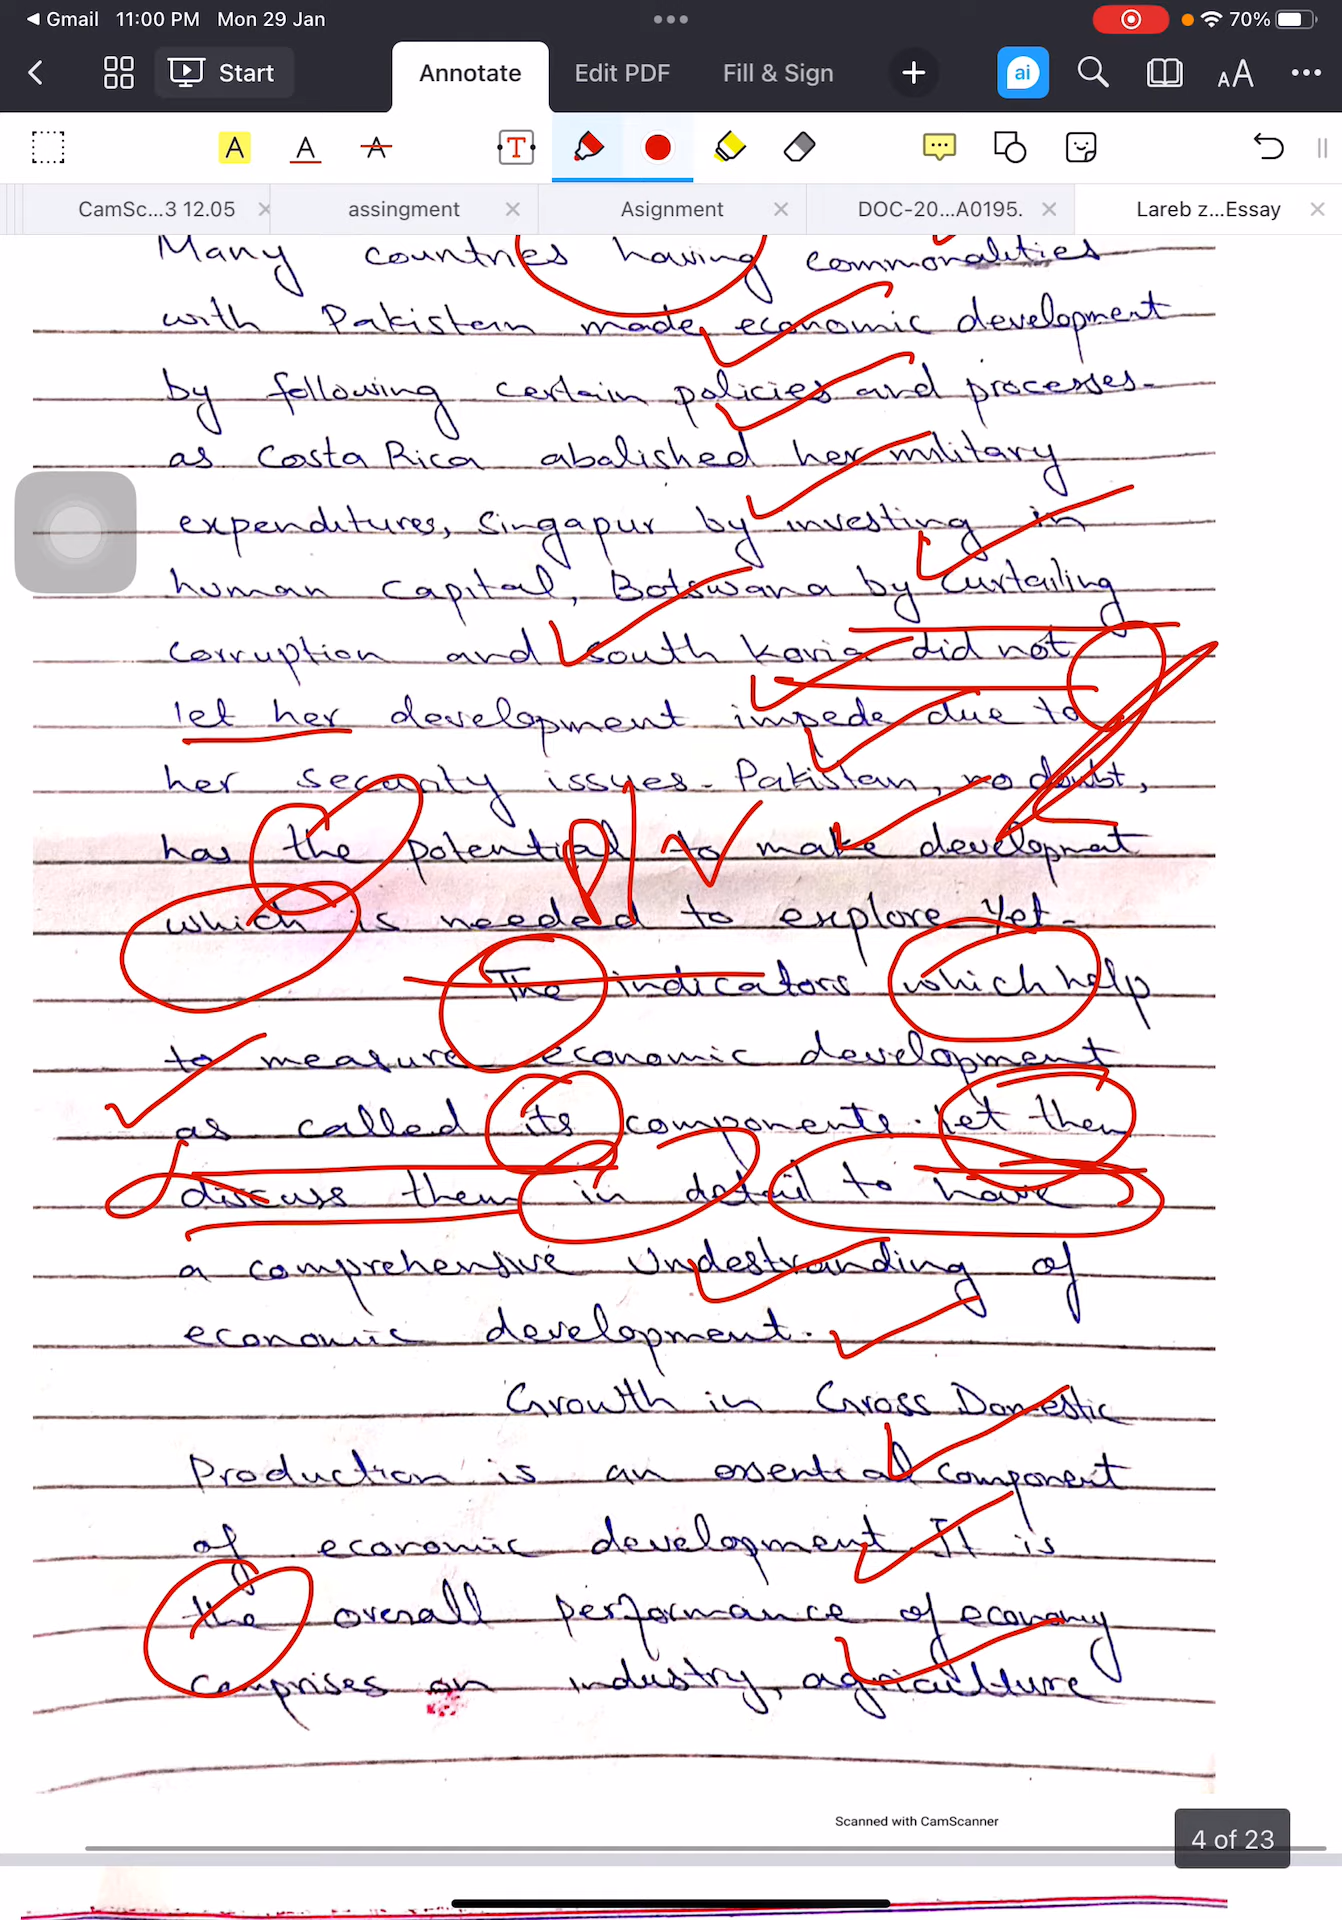 Gmail 11:00 PM Mon 29 Jan 70%
Start Annotate Edit PDF Fill & Sign ai AA
A A A T
CamSc...3 12.05 assingment Asignment DOC-20...A0195. Lareb z...Essay
Many countries having commonalities
with Pakistan made economic development
by following certain policies and processes.
as Costa Rica abolished her military
expenditures, Singapur by investing in
human capital, Botswana by Curtailing
corruption and South Koria did not
let her development impede due to
her security issues. Pakistan, no doubt,
has the potential to make developmet
which is needed to explore yet.
The indicators which help
to measure economic development
as called its components. Let them
discuss them in detail to have
a comprehensive Undestranding of
economic development.
Growth in Gross Domestic
Production is an essential component
of economic development. It is
the overall performance of economy
comprises on industry, agriculture
Scanned with CamScanner
4 of 23